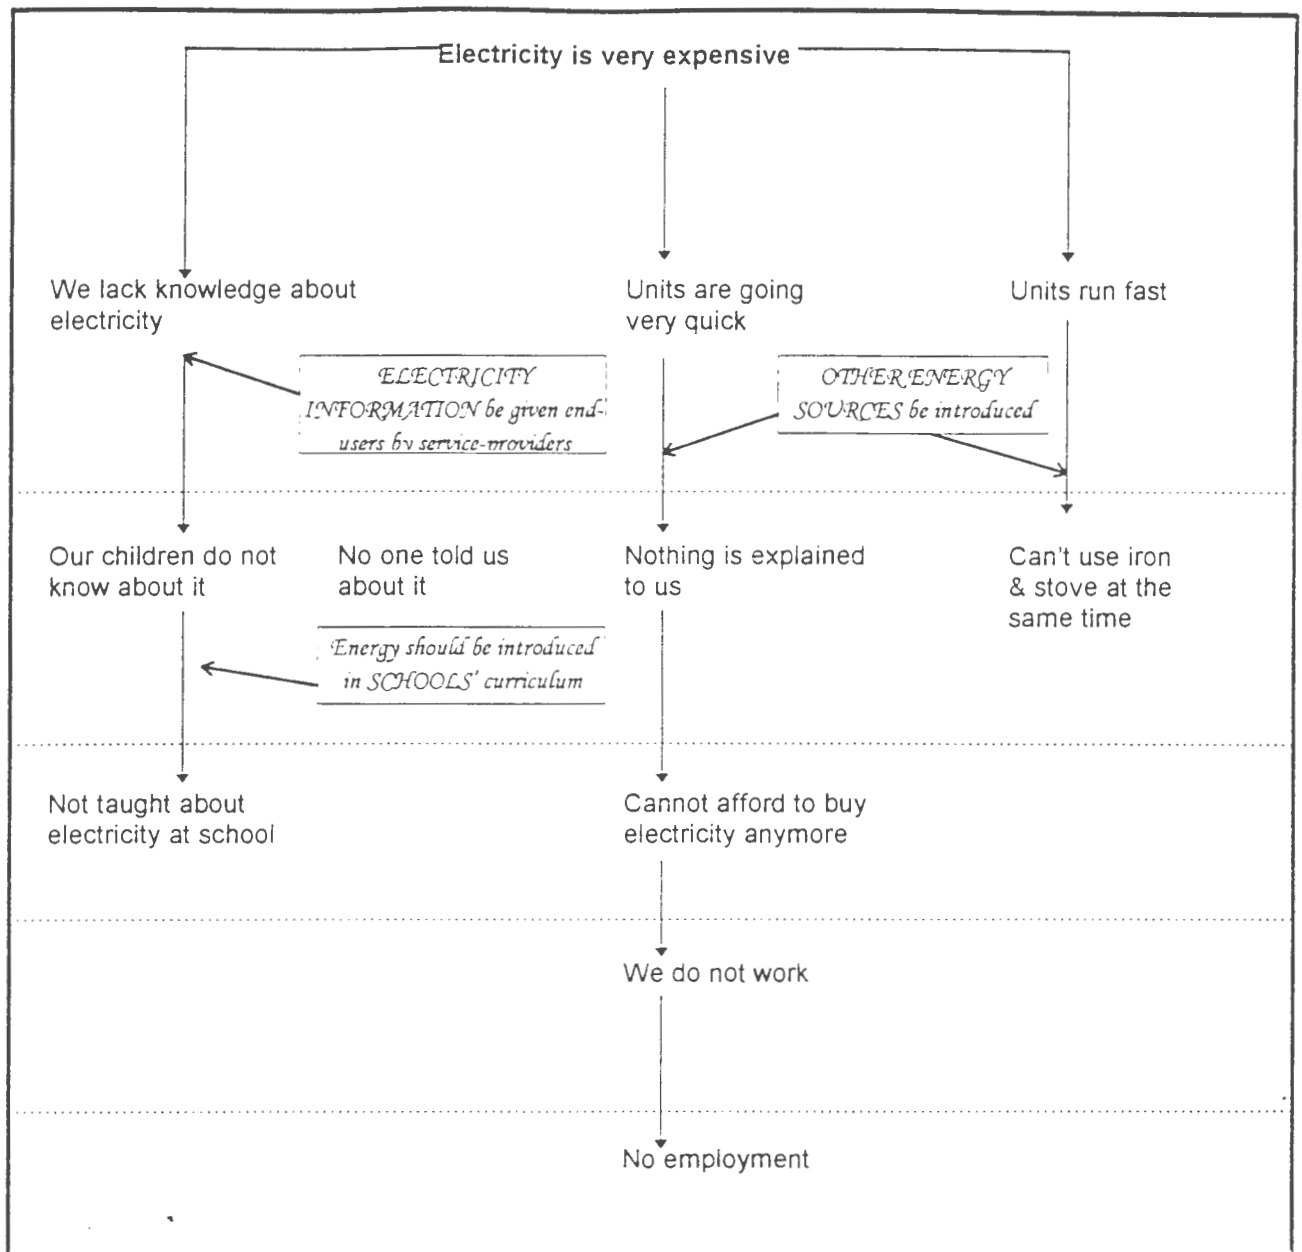 Electricity is very expensive
We lack knowledge about
electricity
Units are going
very quick
Units run fast
ELECTRICITY
INFORMATION be given end-
users by service-providers
OTHER ENERGY
SOURCES be introduced
Our children do not
know about it
No one told us
about it
Nothing is explained
to us
Can't use iron
& stove at the
same time
Energy should be introduced
in SCHOOLS' curriculum
Not taught about
electricity at school
Cannot afford to buy
electricity anymore
We do not work
No employment